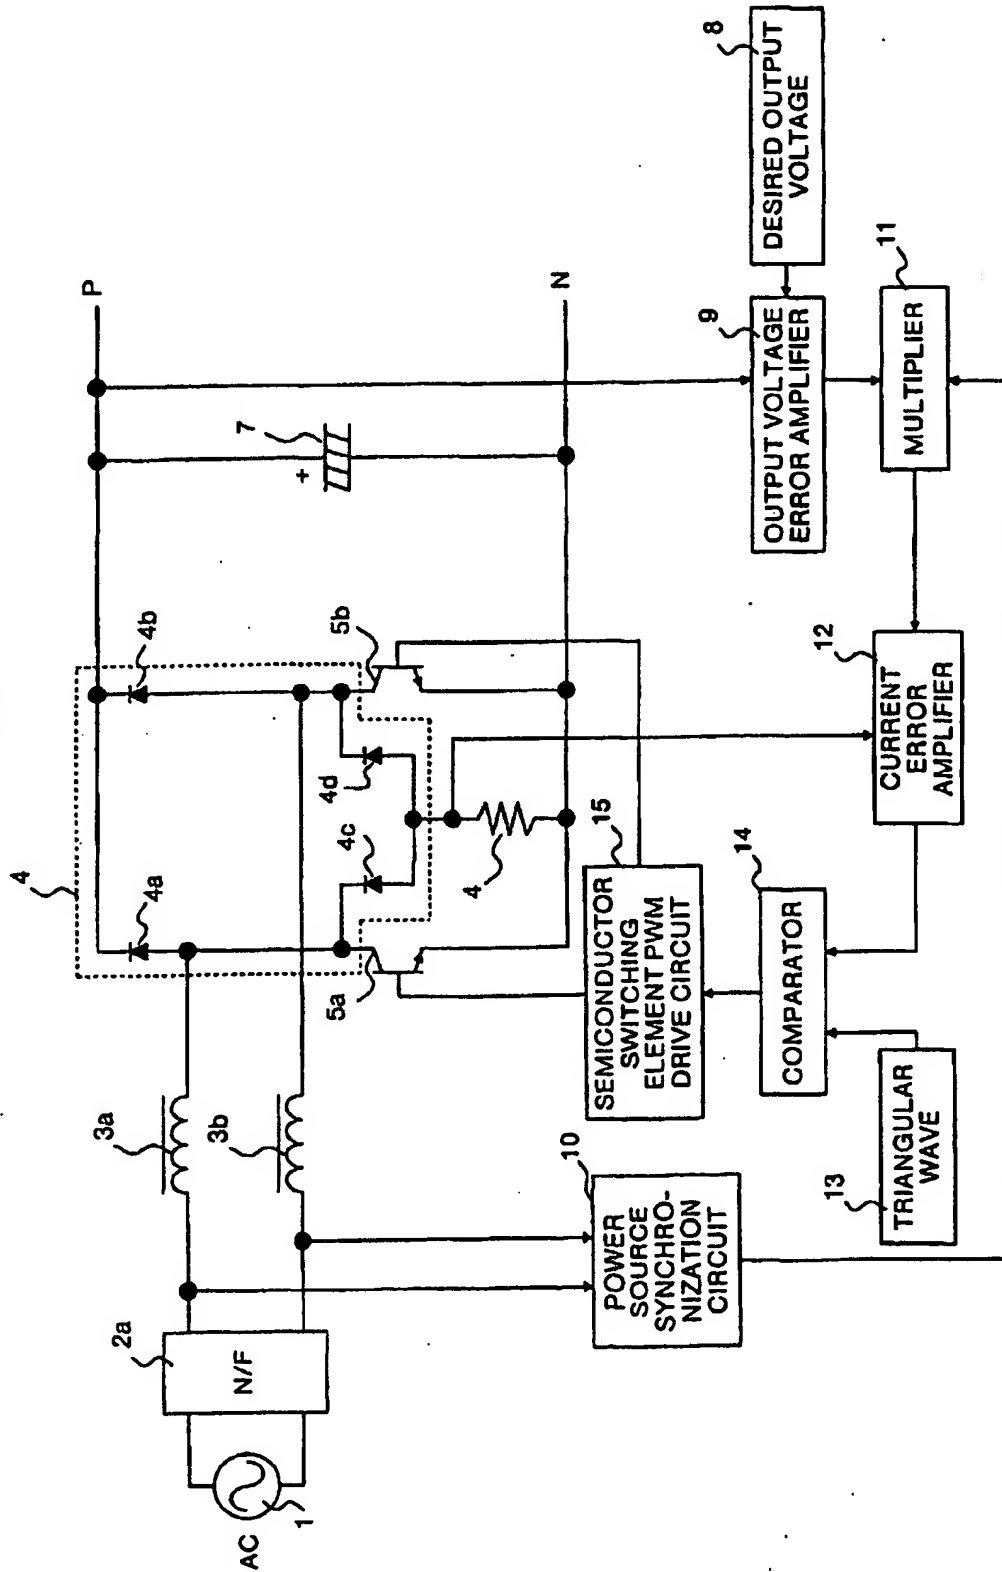 AC
1
2a
N/F
3a
3b
4
4a
4b
4c
4d
4
5a
5b
7
+
P
N
8
DESIRED OUTPUT
VOLTAGE
9
OUTPUT VOLTAGE
ERROR AMPLIFIER
10
POWER
SOURCE
SYNCHRO-
NIZATION
CIRCUIT
11
MULTIPLIER
12
CURRENT
ERROR
AMPLIFIER
13
TRIANGULAR
WAVE
14
COMPARATOR
15
SEMICONDUCTOR
SWITCHING
ELEMENT PWM
DRIVE CIRCUIT